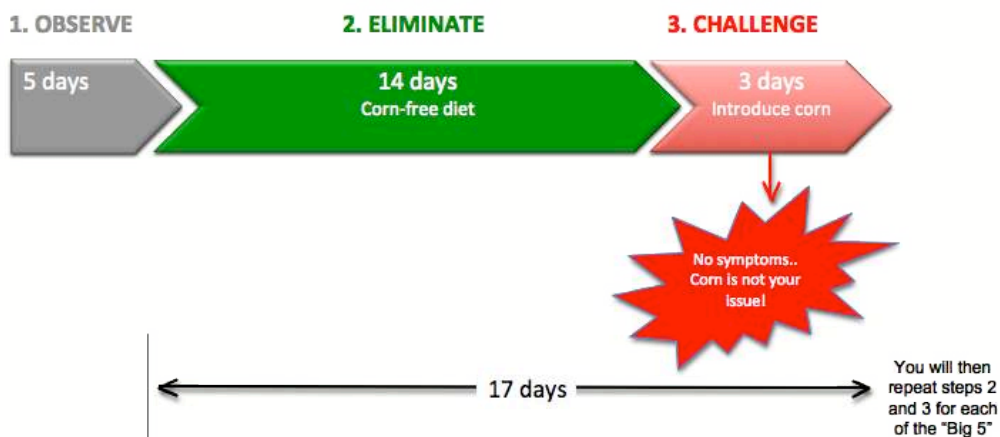 1. OBSERVE
2. ELIMINATE
3. CHALLENGE
5 days
14 days
Corn-free diet
3 days
Introduce corn
No symptoms..
Corn is not your
issue!
17 days
You will then
repeat steps 2
and 3 for each
of the "Big 5"